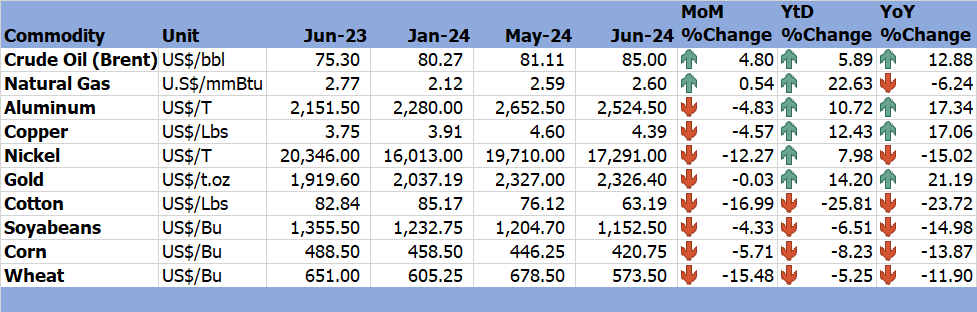 MoM YtD YoY
Commodity Unit Jun-23 Jan-24 May-24 Jun-24 %Change %Change %Change
Crude Oil (Brent) US$/bbl 75.30 80.27 81.11 85.00 4.80 5.89 12.88
Natural Gas U.S$/mmBtu 2.77 2.12 2.59 2.60 0.54 22.63 -6.24
Aluminum US$/T 2,151.50 2,280.00 2,652.50 2,524.50 -4.83 10.72 17.34
Copper US$/Lbs 3.75 3.91 4.60 4.39 -4.57 12.43 17.06
Nickel US$/T 20,346.00 16,013.00 19,710.00 17,291.00 -12.27 7.98 -15.02
Gold US$/t.oz 1,919.60 2,037.19 2,327.00 2,326.40 -0.03 14.20 21.19
Cotton US$/Lbs 82.84 85.17 76.12 63.19 -16.99 -25.81 -23.72
Soyabeans US$/Bu 1,355.50 1,232.75 1,204.70 1,152.50 -4.33 -6.51 -14.98
Corn US$/Bu 488.50 458.50 446.25 420.75 -5.71 -8.23 -13.87
Wheat US$/Bu 651.00 605.25 678.50 573.50 -15.48 -5.25 -11.90